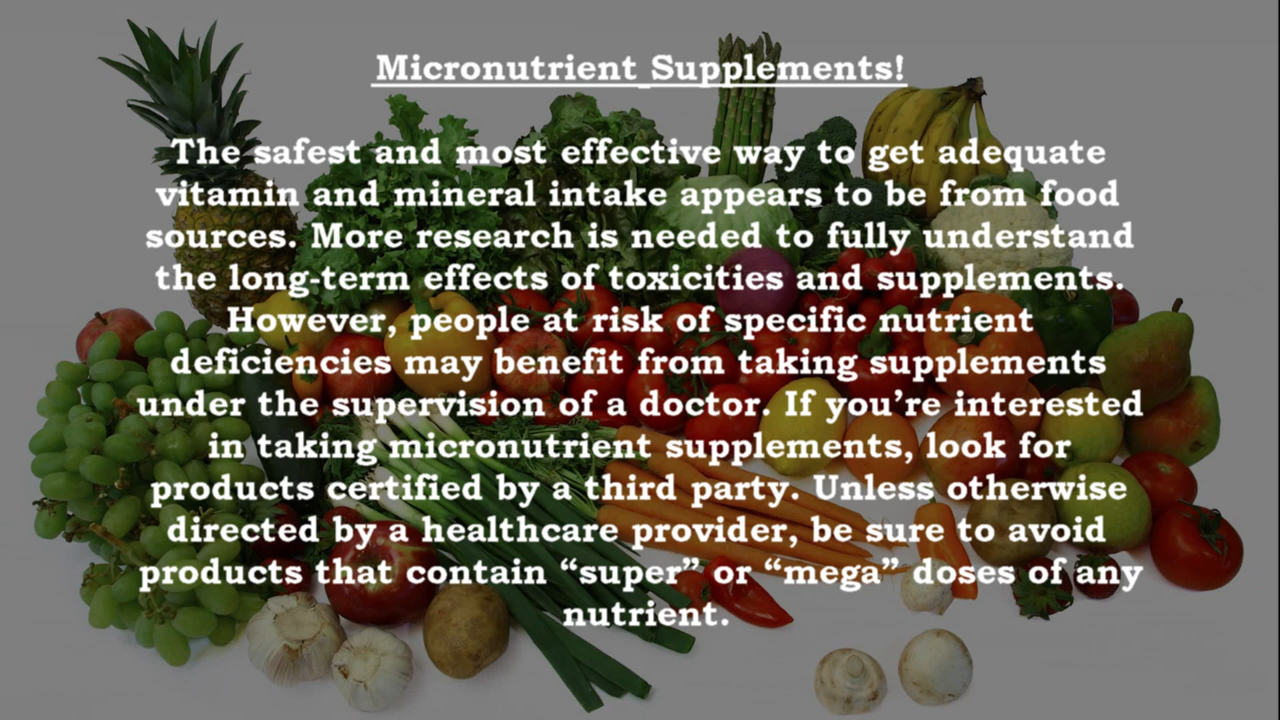 Micronutrient Supplements!
The safest and most effective way to get adequate
vitamin and mineral intake appears to be from food
sources. More research is needed to fully understand
the long-term effects of toxicities and supplements.
However, people at risk of specific nutrient
deficiencies may benefit from taking supplements
under the supervision of a doctor. If you’re interested
in taking micronutrient supplements, look for
products certified by a third party. Unless otherwise
directed by a healthcare provider, be sure to avoid
products that contain “super” or “mega” doses of any
nutrient.